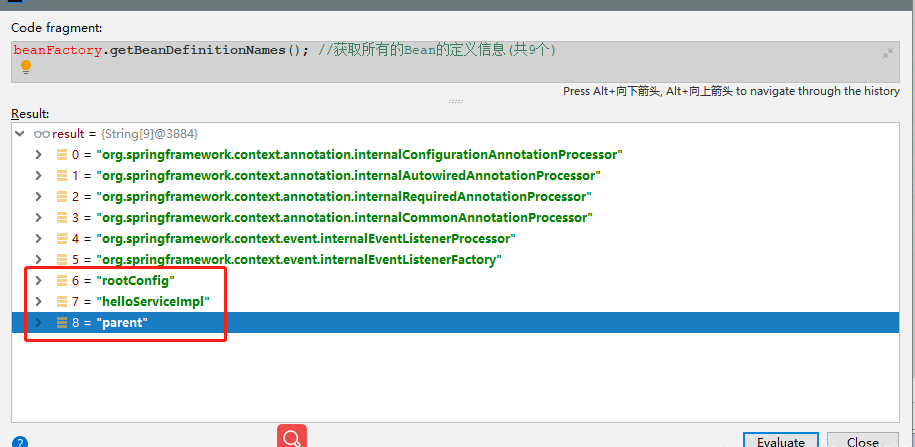 Code fragment:
beanFactory.getBeanDefinitionNames(); //获取所有的Bean的定义信息(共9个)
Press Alt+向下箭头, Alt+向上箭头 to navigate through the history
Result:
result = {String[9]@3884}
0 = "org.springframework.context.annotation.internalConfigurationAnnotationProcessor"
1 = "org.springframework.context.annotation.internalAutowiredAnnotationProcessor"
2 = "org.springframework.context.annotation.internalRequiredAnnotationProcessor"
3 = "org.springframework.context.annotation.internalCommonAnnotationProcessor"
4 = "org.springframework.context.event.internalEventListenerProcessor"
5 = "org.springframework.context.event.internalEventListenerFactory"
6 = "rootConfig"
7 = "helloServiceImpl"
8 = "parent"
? Evaluate Close